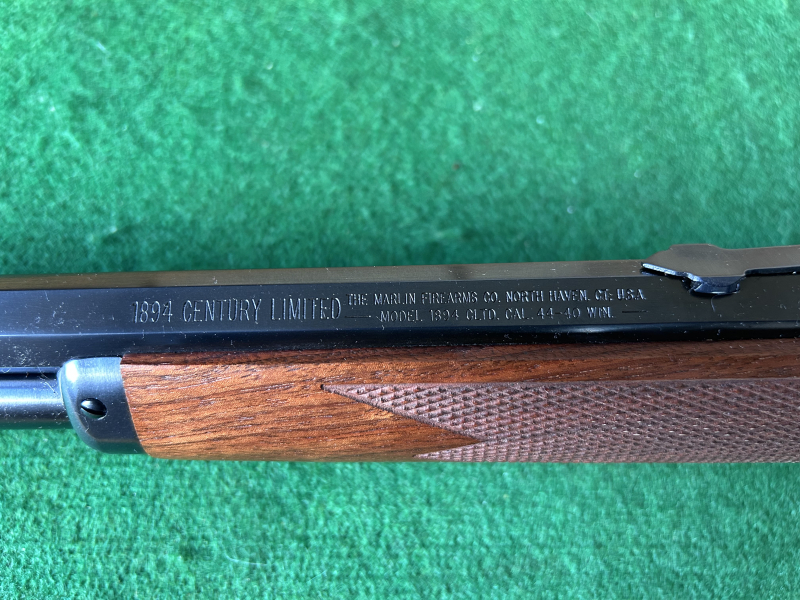 1894 CENTURY LIMITED
THE MARLIN FIREARMS CO. NORTH HAVEN, CT. U.S.A.
MODEL 1894 CLTD. CAL. 44-40 WIN.